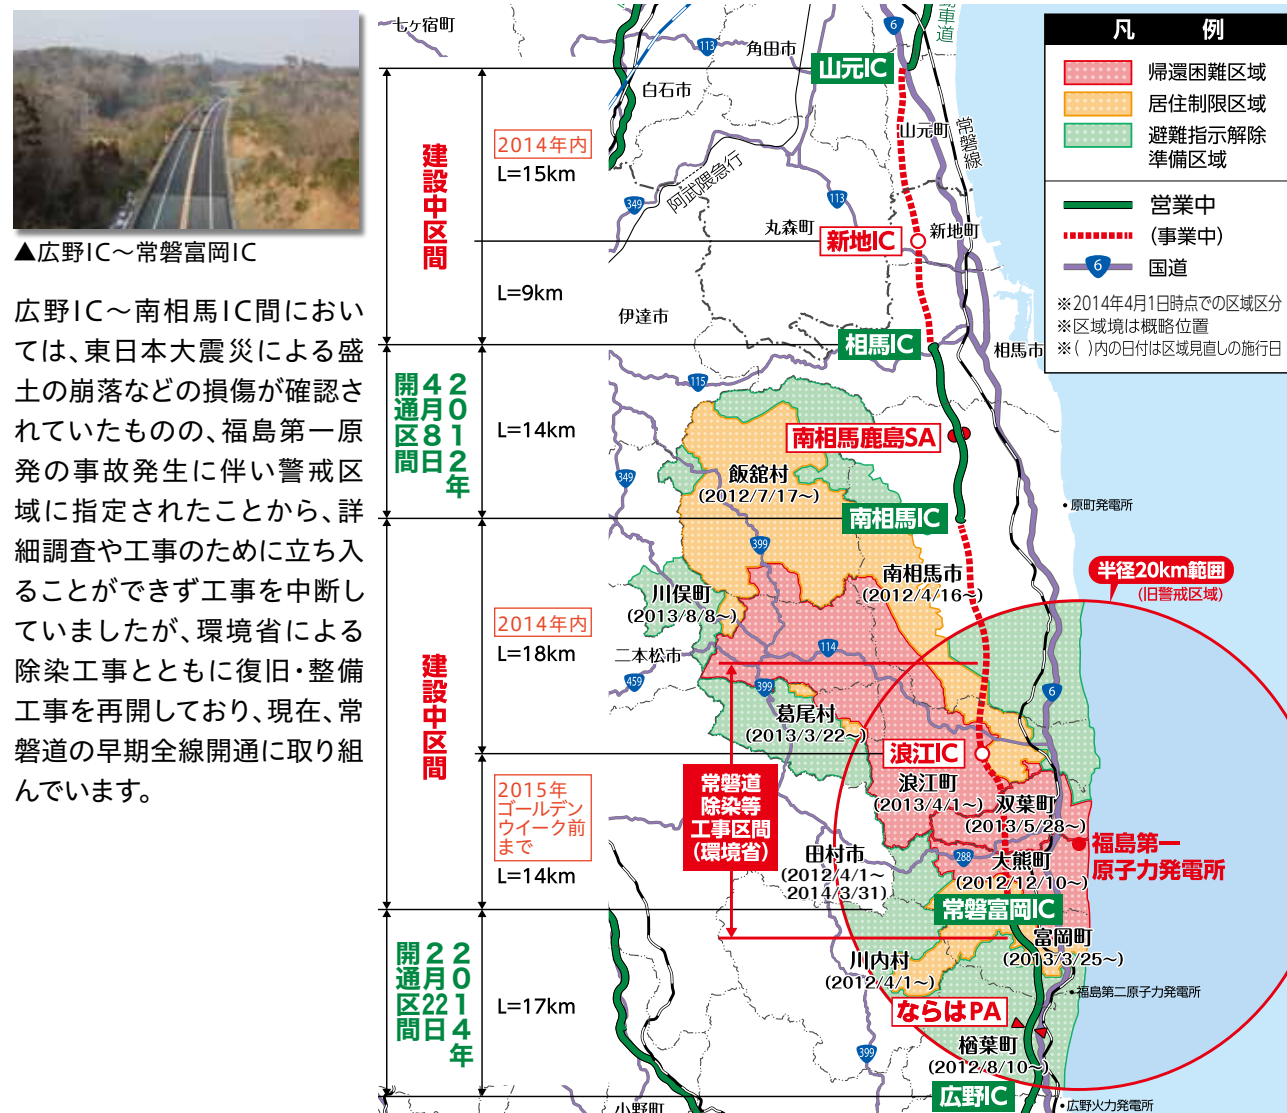 ▲広野IC～常磐富岡IC
広野IC～南相馬IC間におい
ては、東日本大震災による盛
土の崩落などの損傷が確認さ
れていたものの、福島第一原
発の事故発生に伴い警戒区
域に指定されたことから、詳
細調査や工事のために立ち入
ることができず工事を中断し
ていましたが、環境省による
除染工事とともに復旧・整備
工事を再開しており、現在、常
磐道の早期全線開通に取り組
んでいます。
建設中区間
2014年内
L=15km
L=9km
2012年
4月8日
開通区間
L=14km
建設中区間
2014年内
L=18km
2015年
ゴールデン
ウイーク前
まで
L=14km
2014年
2月22日
開通区間
L=17km
七ヶ宿町
113
角田市
6
動車道
白石市
山元IC
山元町
常磐線
阿武隈急行
349
113
丸森町
新地IC
新地町
伊達市
相馬IC
相馬市
115
南相馬鹿島SA
349
飯舘村
(2012/7/17～)
南相馬IC
原町発電所
399
南相馬市
(2012/4/16～)
半径20km範囲
(旧警戒区域)
川俣町
(2013/8/8～)
二本松市
114
459
399
6
葛尾村
(2013/3/22～)
浪江IC
浪江町
(2013/4/1～)
双葉町
(2013/5/28～)
常磐道
除染等
工事区間
(環境省)
田村市
(2012/4/1～
2014/3/31)
288
大熊町
(2012/12/10～)
福島第一
原子力発電所
常磐富岡IC
富岡町
(2013/3/25～)
川内村
(2012/4/1～)
福島第二原子力発電所
ならはPA
楢葉町
(2012/8/10～)
399
広野IC
広野火力発電所
小野町
凡 例
帰還困難区域
居住制限区域
避難指示解除
準備区域
営業中
(事業中)
6
国道
※2014年4月1日時点での区域区分
※区域境は概略位置
※( )内の日付は区域見直しの施行日